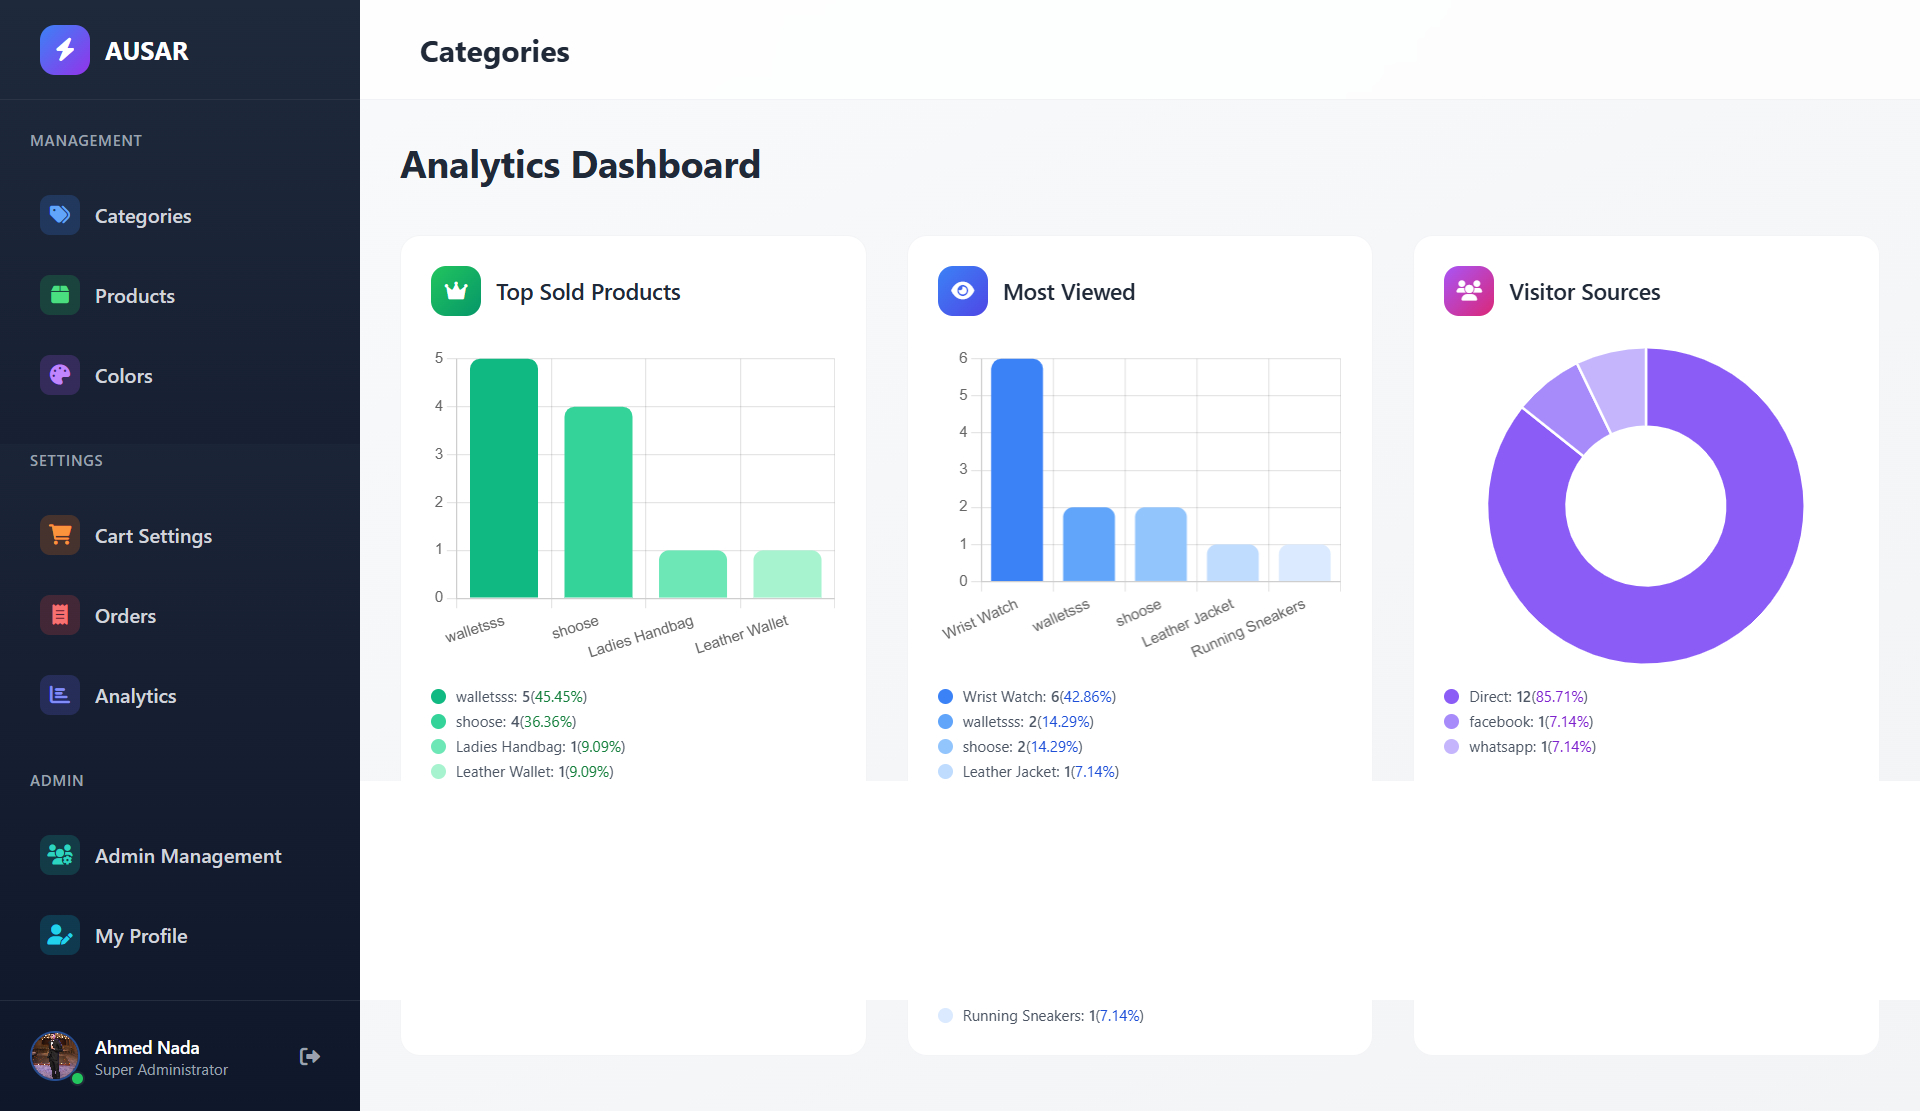 AUSAR
Categories
MANAGEMENT
Categories
Products
Colors
SETTINGS
Cart Settings
Orders
Analytics
ADMIN
Admin Management
My Profile
Ahmed Nada
Super Administrator
Analytics Dashboard
Top Sold Products
5
4
3
2
1
0
walletsss
shoose
Ladies Handbag
Leather Wallet
walletsss: 5(45.45%)
shoose: 4(36.36%)
Ladies Handbag: 1(9.09%)
Leather Wallet: 1(9.09%)
Most Viewed
6
5
4
3
2
1
0
Wrist Watch
walletsss
shoose
Leather Jacket
Running Sneakers
Wrist Watch: 6(42.86%)
walletsss: 2(14.29%)
shoose: 2(14.29%)
Leather Jacket: 1(7.14%)
Running Sneakers: 1(7.14%)
Visitor Sources
Direct: 12(85.71%)
facebook: 1(7.14%)
whatsapp: 1(7.14%)